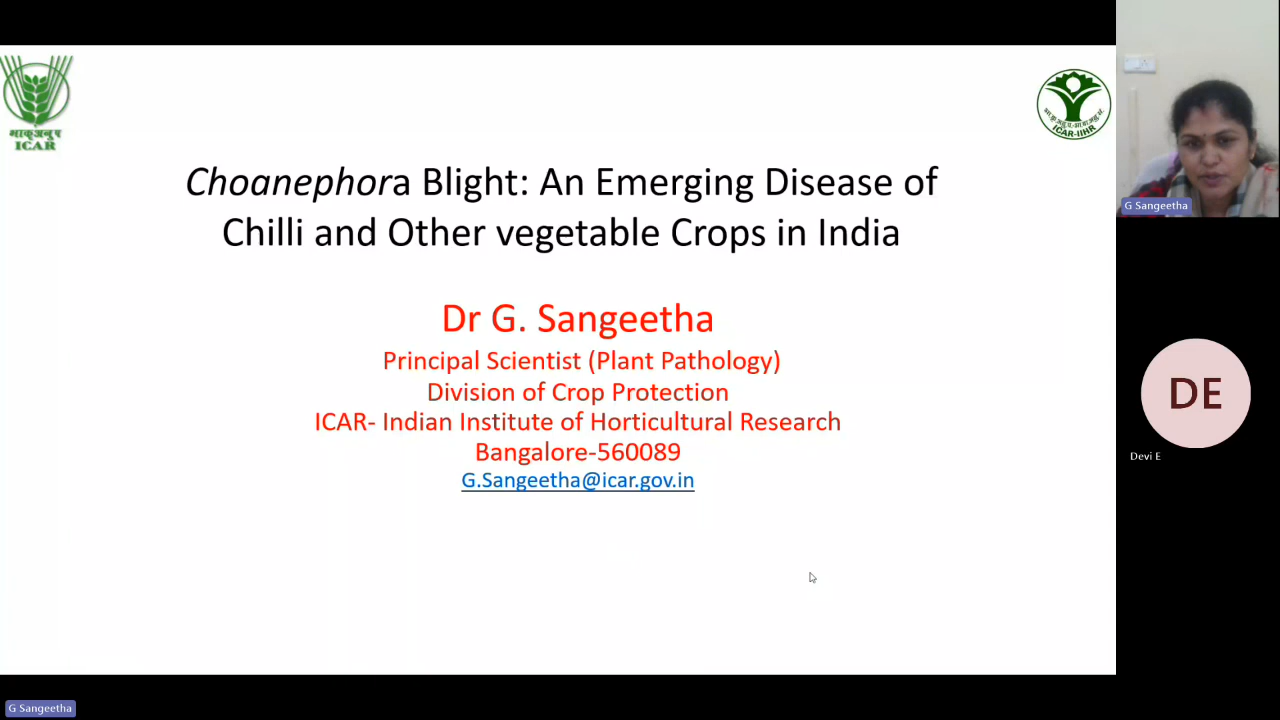 भाकृअनुप
ICAR
ICAR-IIHR
Choanephora Blight: An Emerging Disease of
Chilli and Other vegetable Crops in India
Dr G. Sangeetha
Principal Scientist (Plant Pathology)
Division of Crop Protection
ICAR- Indian Institute of Horticultural Research
Bangalore-560089
G.Sangeetha@icar.gov.in
G Sangeetha
DE
Devi E
G Sangeetha